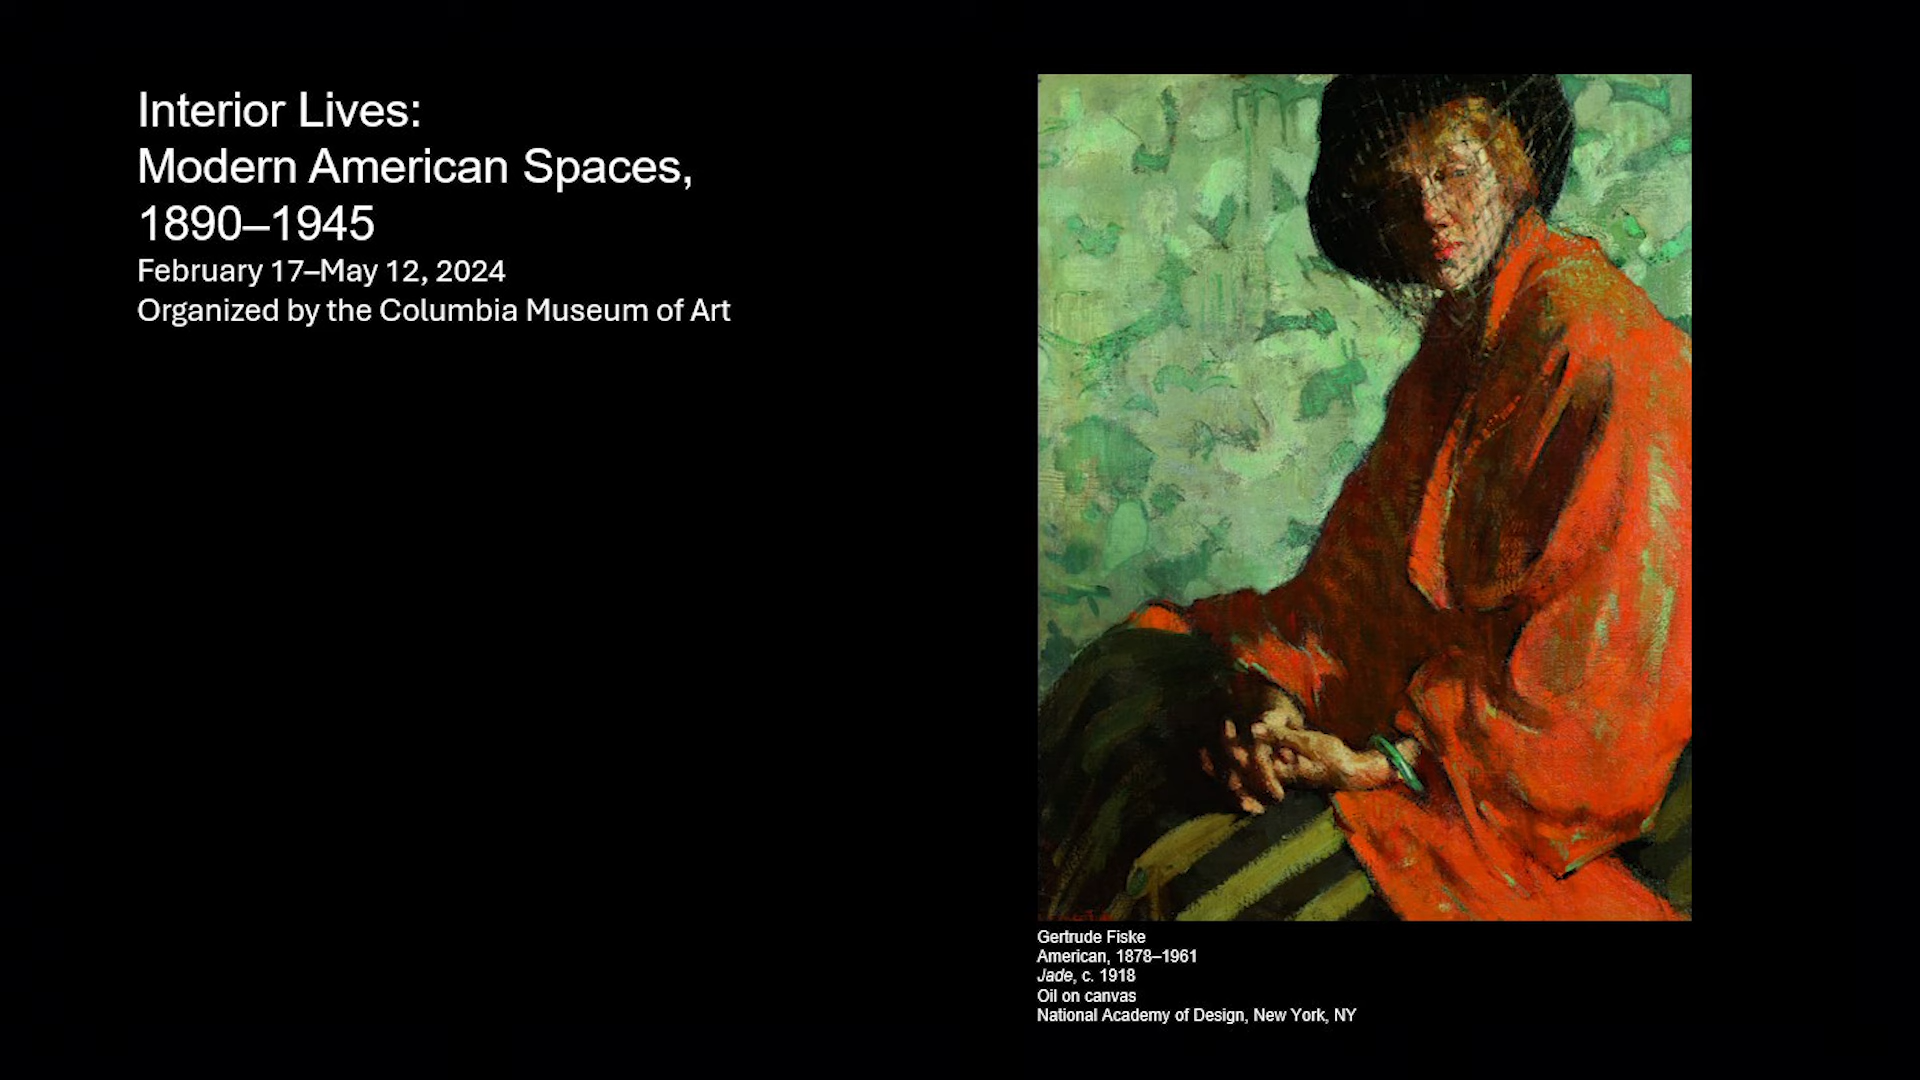 Interior Lives:
Modern American Spaces,
1890–1945
February 17–May 12, 2024
Organized by the Columbia Museum of Art
Gertrude Fiske
American, 1878–1961
Jade, c. 1918
Oil on canvas
National Academy of Design, New York, NY